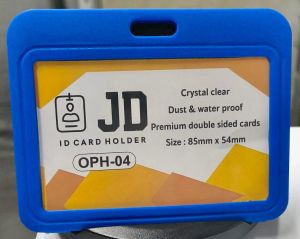 JD
ID CARD HOLDER
OPH-04
Crystal clear
Dust & water proof
Premium double sided cards
Size : 85mm x 54mm